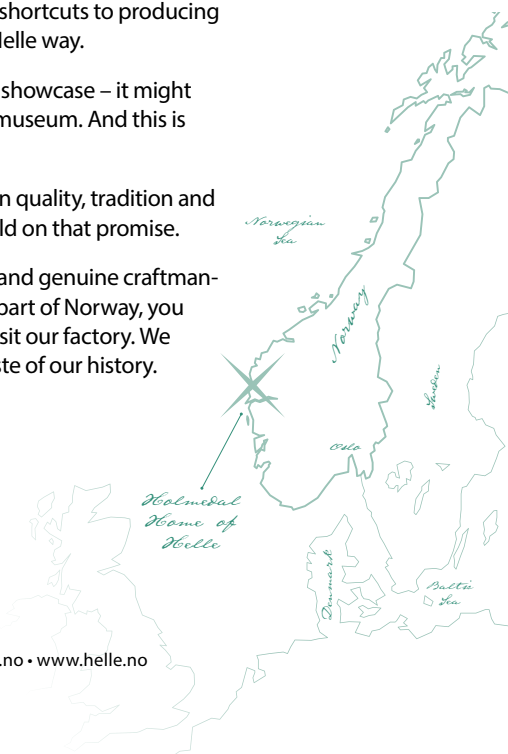 shortcuts to producing
Helle way.
showcase – it might
museum. And this is
n quality, tradition and
ld on that promise.
and genuine craftman-
part of Norway, you
sit our factory. We
ste of our history.
Norwegian
Sea
Norway
Sweden
Oslo
Holmedal
Home of
Helle
Denmark
Baltic
Sea
.no • www.helle.no